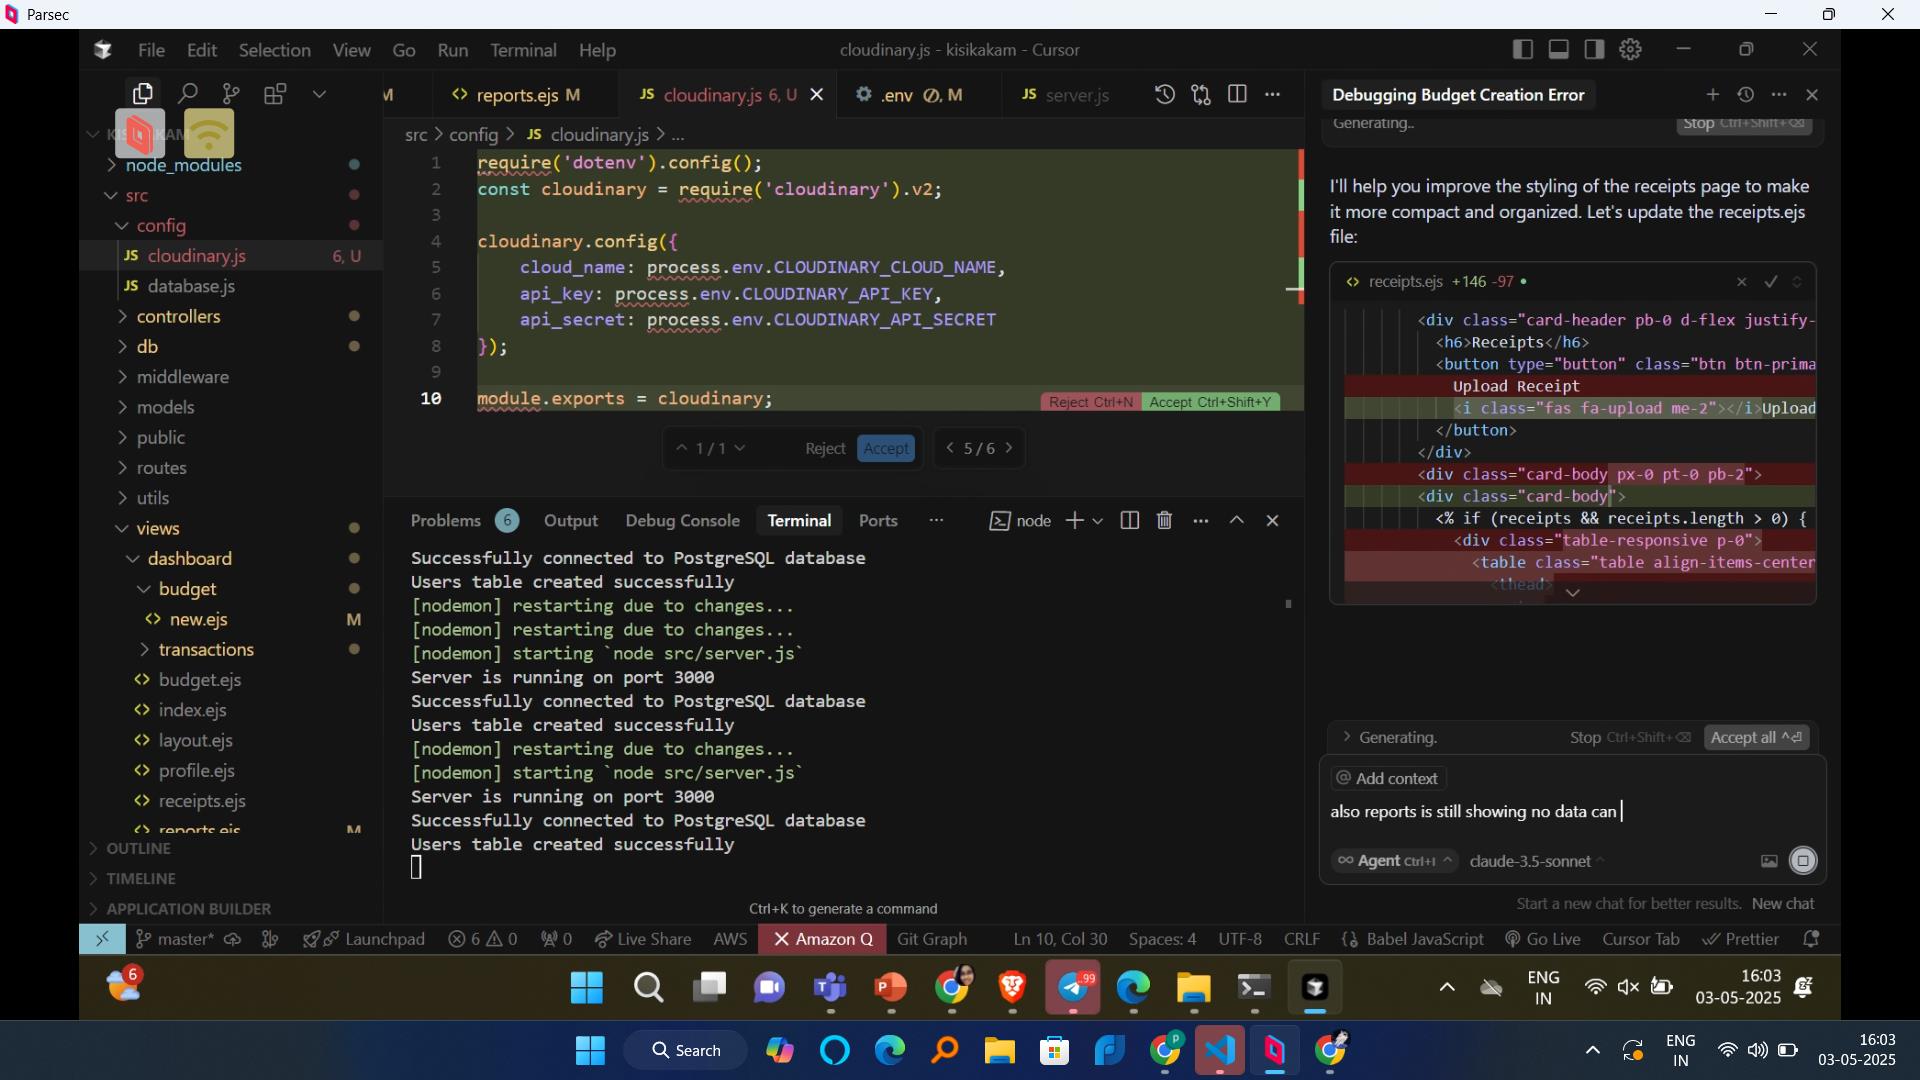 Parsec
File Edit Selection View Go Run Terminal Help
cloudinary.js - kisikakam - Cursor
M
reports.ejs M
JS cloudinary.js 6, U
.env M
JS server.js
src > config > JS cloudinary.js > ...
KISIKAKAM
node_modules
src
config
JS cloudinary.js 6, U
JS database.js
controllers
db
middleware
models
public
routes
utils
views
dashboard
budget
new.ejs M
transactions
budget.ejs
index.ejs
layout.ejs
profile.ejs
receipts.ejs
reports.ejs M
OUTLINE
TIMELINE
APPLICATION BUILDER
1 require('dotenv').config();
2 const cloudinary = require('cloudinary').v2;
3
4 cloudinary.config({
5 cloud_name: process.env.CLOUDINARY_CLOUD_NAME,
6 api_key: process.env.CLOUDINARY_API_KEY,
7 api_secret: process.env.CLOUDINARY_API_SECRET
8 });
9
10 module.exports = cloudinary;
Reject Ctrl+N Accept Ctrl+Shift+Y
1 / 1 Reject Accept 5 / 6
Problems 6 Output Debug Console Terminal Ports ... node
Successfully connected to PostgreSQL database
Users table created successfully
[nodemon] restarting due to changes...
[nodemon] restarting due to changes...
[nodemon] starting `node src/server.js`
Server is running on port 3000
Successfully connected to PostgreSQL database
Users table created successfully
[nodemon] restarting due to changes...
[nodemon] starting `node src/server.js`
Server is running on port 3000
Successfully connected to PostgreSQL database
Users table created successfully
Ctrl+K to generate a command
Debugging Budget Creation Error
Generating.. Stop Ctrl+Shift+⌫
I'll help you improve the styling of the receipts page to make
it more compact and organized. Let's update the receipts.ejs
file:
receipts.ejs +146 -97
<div class="card-header pb-0 d-flex justify-
<h6>Receipts</h6>
<button type="button" class="btn btn-prima
Upload Receipt
<i class="fas fa-upload me-2"></i>Upload
</button>
</div>
<div class="card-body px-0 pt-0 pb-2">
<div class="card-body">
<% if (receipts && receipts.length > 0) {
<div class="table-responsive p-0">
<table class="table align-items-center
<thead>
Generating. Stop Ctrl+Shift+⌫ Accept all ^⏎
@ Add context
also reports is still showing no data can
∞ Agent Ctrl+I claude-3.5-sonnet
Start a new chat for better results. New chat
master* Launchpad 6 0 0 Live Share AWS Amazon Q Git Graph Ln 10, Col 30 Spaces: 4 UTF-8 CRLF Babel JavaScript Go Live Cursor Tab Prettier
6
99
ENG
IN
16:03
03-05-2025
Search
P
ENG
IN
16:03
03-05-2025